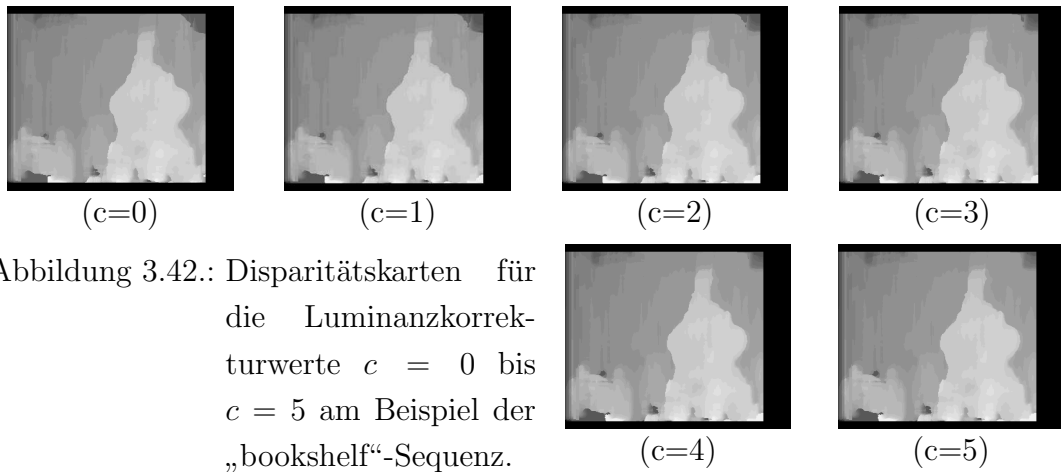 (c=0) (c=1) (c=2) (c=3)
Abbildung 3.42.: Disparitätskarten für
die Luminanzkorrek-
turwerte c = 0 bis
c = 5 am Beispiel der
„bookshelf“-Sequenz.
(c=4) (c=5)